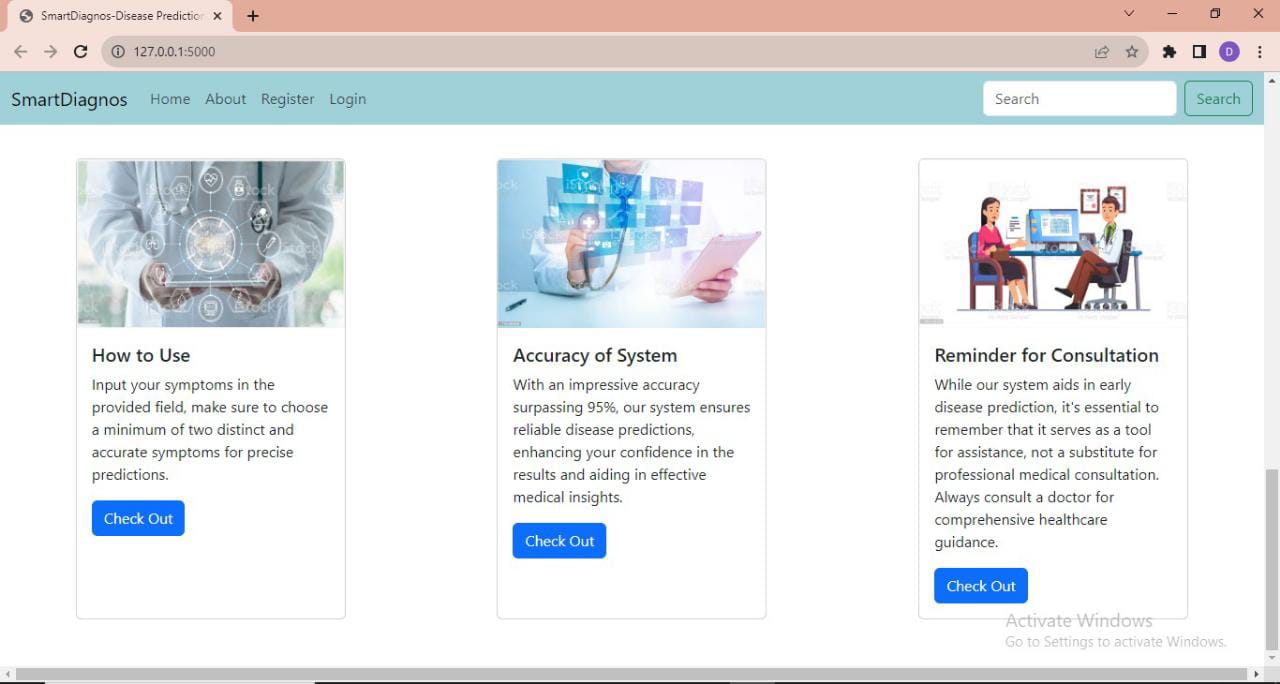 SmartDiagnos-Disease Prediction
127.0.0.1:5000
D
SmartDiagnos
Home
About
Register
Login
Search
Search
iStock
iStock
iStock
How to Use
Input your symptoms in the
provided field, make sure to choose
a minimum of two distinct and
accurate symptoms for precise
predictions.
Check Out
Accuracy of System
With an impressive accuracy
surpassing 95%, our system ensures
reliable disease predictions,
enhancing your confidence in the
results and aiding in effective
medical insights.
Check Out
Reminder for Consultation
While our system aids in early
disease prediction, it's essential to
remember that it serves as a tool
for assistance, not a substitute for
professional medical consultation.
Always consult a doctor for
comprehensive healthcare
guidance.
Check Out
Activate Windows
Go to Settings to activate Windows.